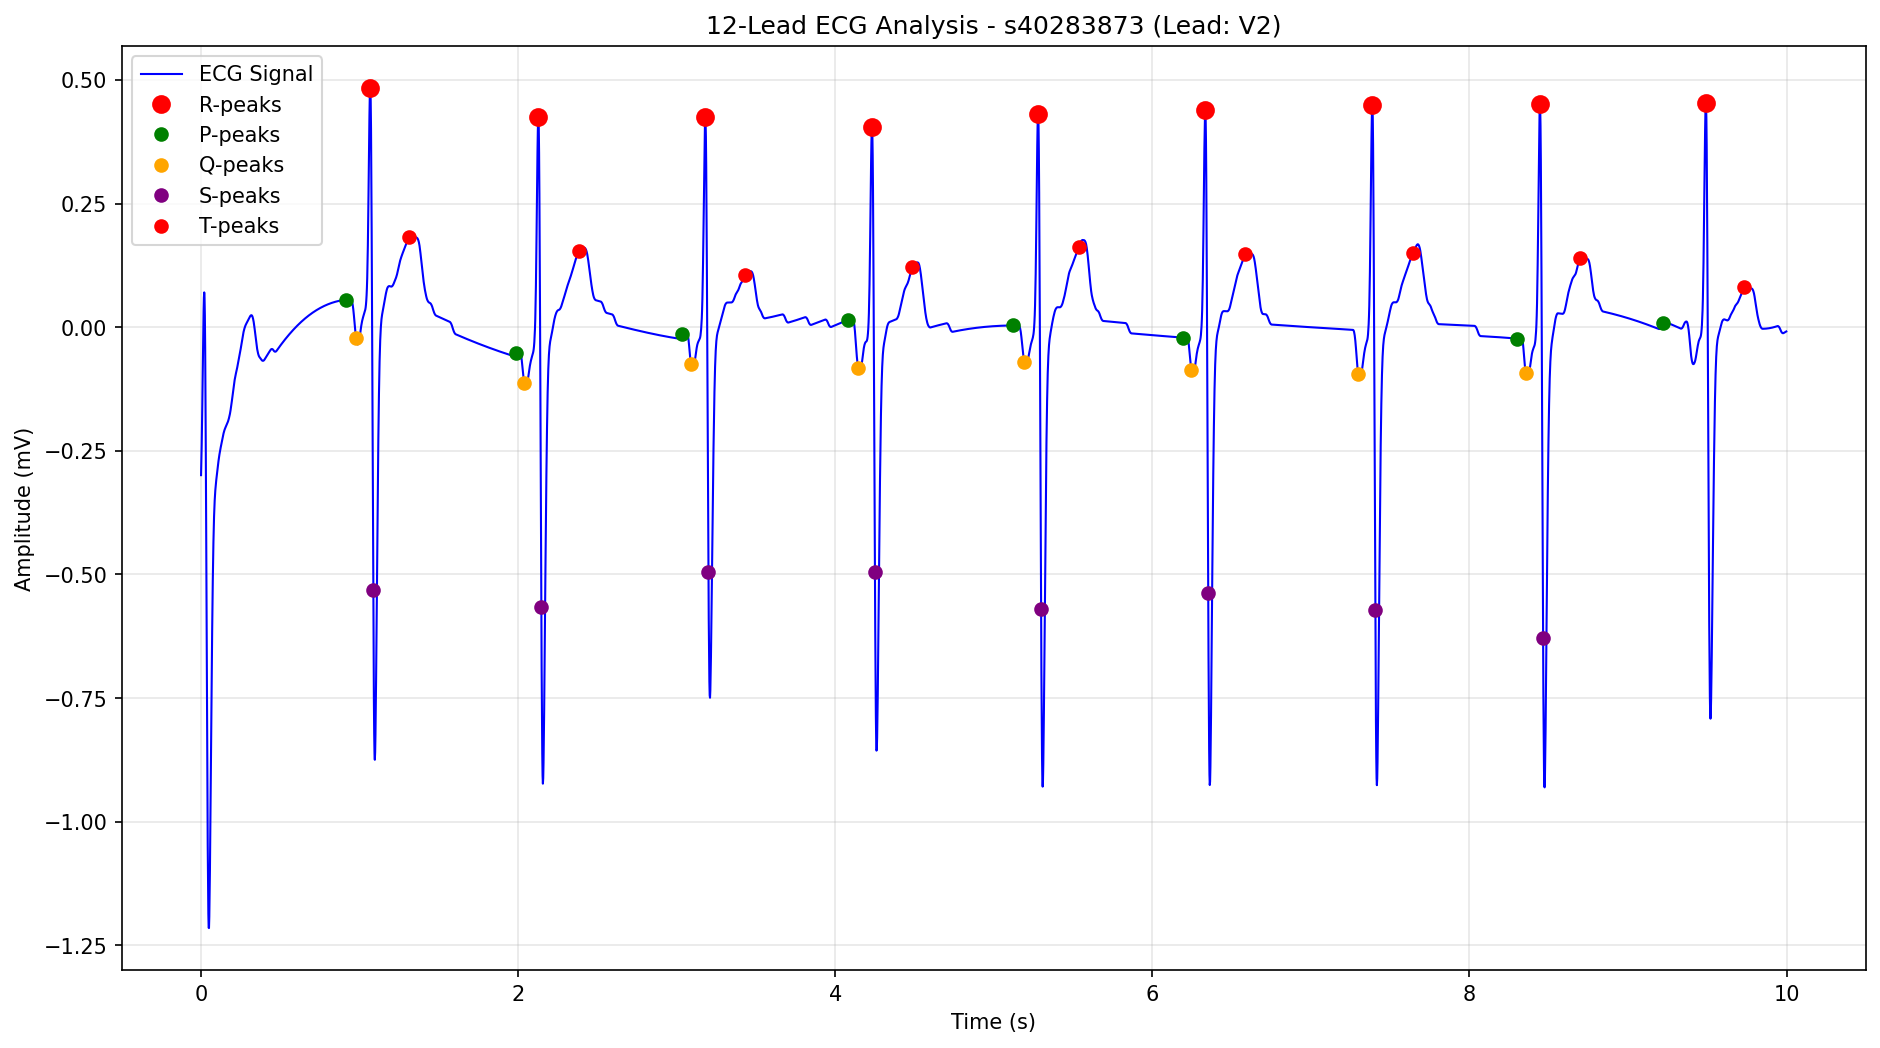 12-Lead ECG Analysis - s40283873 (Lead: V2)
ECG Signal
R-peaks
P-peaks
Q-peaks
S-peaks
T-peaks
0.50
0.25
0.00
−0.25
−0.50
−0.75
−1.00
−1.25
Amplitude (mV)
0 2 4 6 8 10
Time (s)